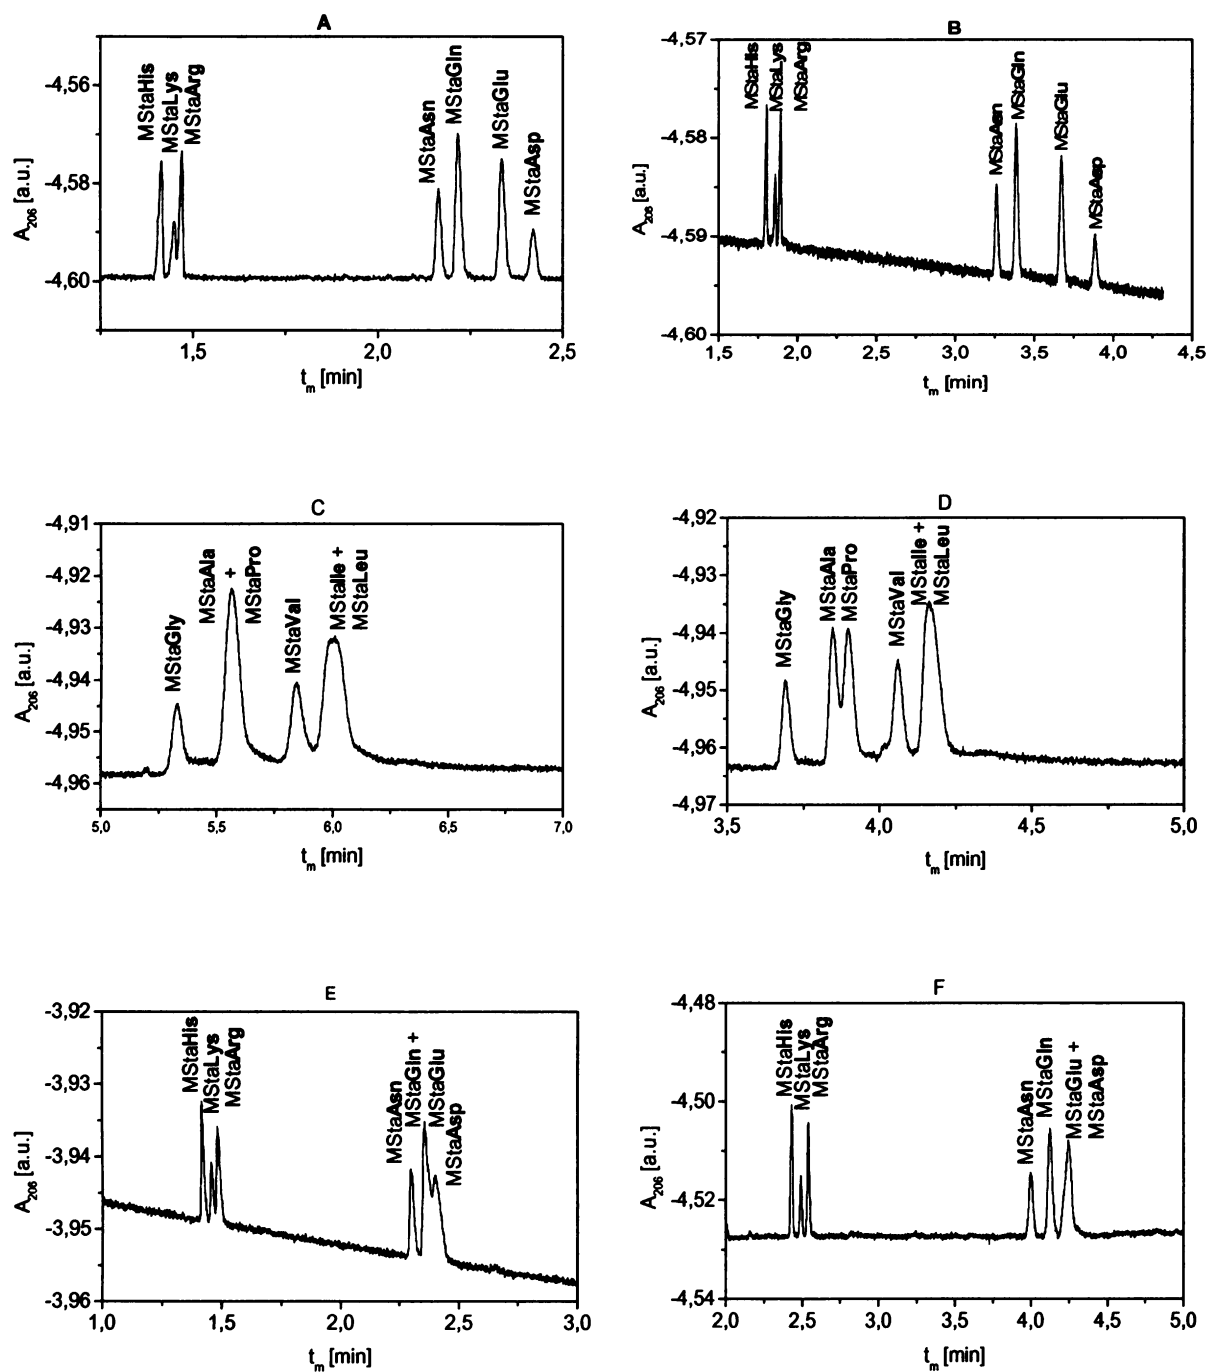 A
MStaHis
MStaLys
MStaArg
MStaAsn
MStaGln
MStaGlu
MStaAsp
-4,56
-4,58
-4,60
A206 [a.u.]
1,5 2,0 2,5
tm [min]
B
MStaHis
MStaLys
MStaArg
MStaAsn
MStaGln
MStaGlu
MStaAsp
-4,57
-4,58
-4,59
-4,60
A206 [a.u.]
1,5 2,0 2,5 3,0 3,5 4,0 4,5
tm [min]
C
MStaGly
MStaAla
+
MStaPro
MStaVal
MStaIle +
MStaLeu
-4,91
-4,92
-4,93
-4,94
-4,95
-4,96
A206 [a.u.]
5,0 5,5 6,0 6,5 7,0
tm [min]
D
MStaGly
MStaAla
MStaPro
MStaVal
MStaIle +
MStaLeu
-4,92
-4,93
-4,94
-4,95
-4,96
-4,97
A206 [a.u.]
3,5 4,0 4,5 5,0
tm [min]
E
MStaHis
MStaLys
MStaArg
MStaAsn
MStaGln +
MStaGlu
MStaAsp
-3,92
-3,93
-3,94
-3,95
-3,96
A206 [a.u.]
1,0 1,5 2,0 2,5 3,0
tm [min]
F
MStaHis
MStaLys
MStaArg
MStaAsn
MStaGln
MStaGlu +
MStaAsp
-4,48
-4,50
-4,52
-4,54
A206 [a.u.]
2,0 2,5 3,0 3,5 4,0 4,5 5,0
tm [min]